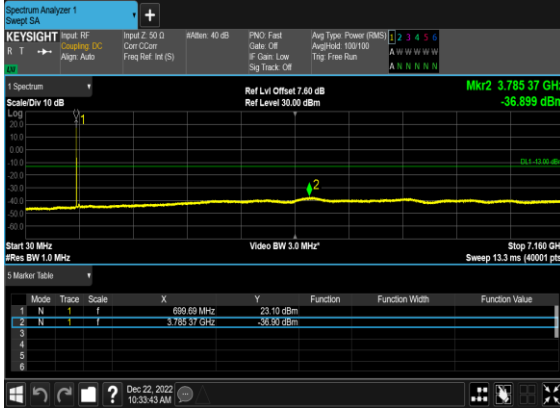 Spectrum Analyzer 1
Swept SA
+
KEYSIGHT Input: RF Input Z: 50 Ω #Atten: 40 dB PNO: Fast Avg Type: Power (RMS) 1 2 3 4 5 6
R T Coupling: DC Corr CCorr Gate: Off Avg|Hold: 100/100 A W W W W W
Align: Auto Freq Ref: Int (S) IF Gain: Low Trig: Free Run
Sig Track: Off A N N N N N
1 Spectrum
Ref Lvl Offset 7.60 dB Mkr2 3.785 37 GHz
Scale/Div 10 dB Ref Level 30.00 dBm -36.899 dBm
Log
20.0
10.0
0.00
-10.0
-20.0
-30.0
-40.0
-50.0
-60.0
1
DL1 -13.00 dBm
2
Start 30 MHz Video BW 3.0 MHz* Stop 7.160 GHz
#Res BW 1.0 MHz Sweep 13.3 ms (40001 pts)
5 Marker Table
Mode Trace Scale X Y Function Function Width Function Value
1 N 1 f 699.69 MHz 23.10 dBm
2 N 1 f 3.785 37 GHz -36.90 dBm
3
4
5
6
? Dec 22, 2022
10:33:43 AM